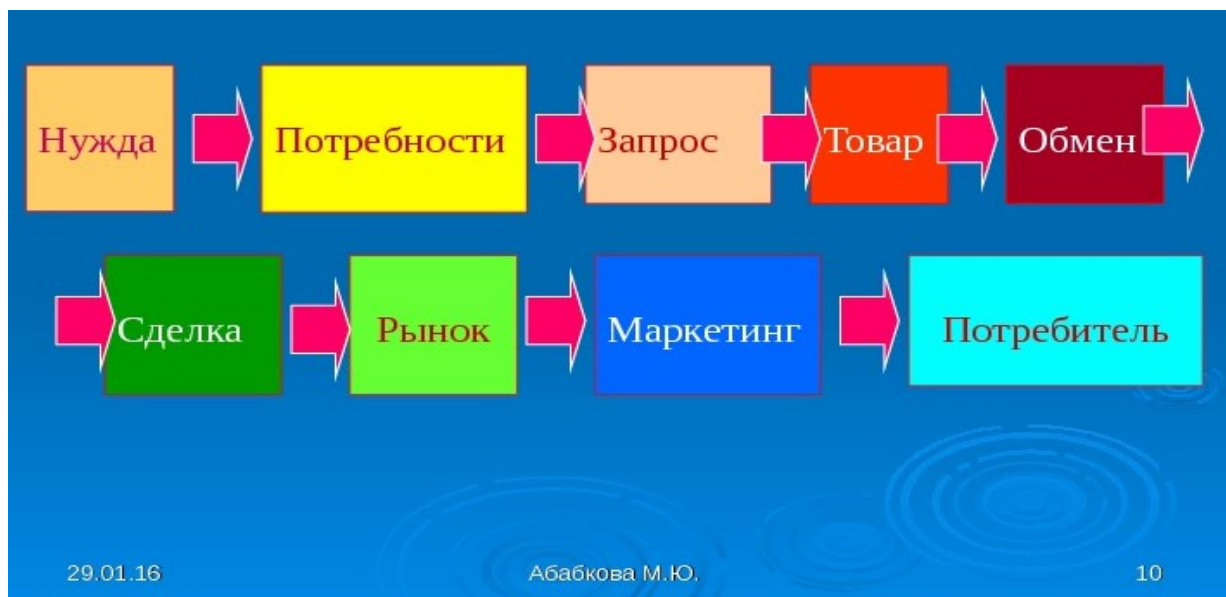 Нужда
Потребности
Запрос
Товар
Обмен
Сделка
Рынок
Маркетинг
Потребитель
29.01.16
Абабкова М.Ю.
10